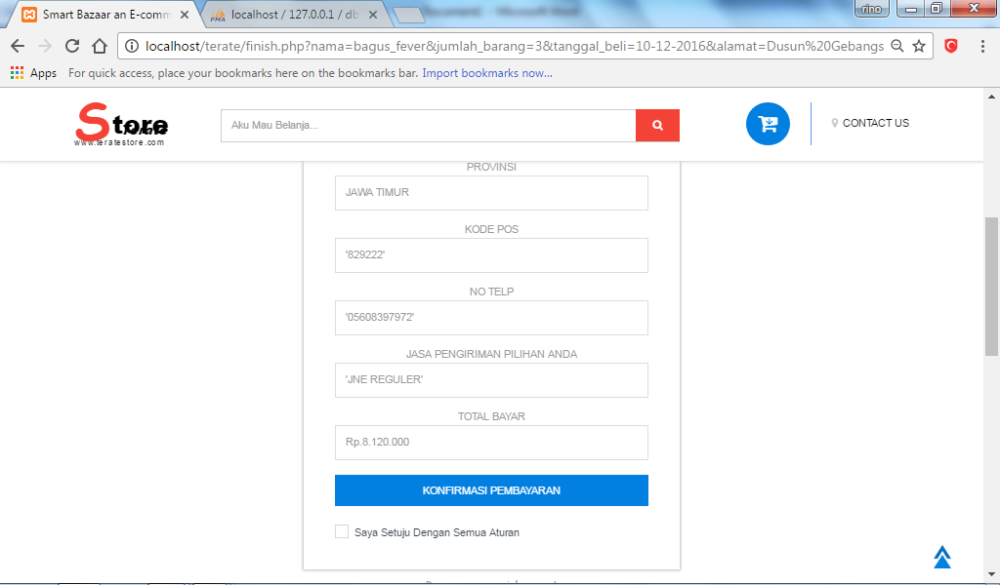 Smart Bazaar an E-comm
localhost / 127.0.0.1 / db
rino
localhost/terate/finish.php?nama=bagus_fever&jumlah_barang=3&tanggal_beli=10-12-2016&alamat=Dusun%20Gebangs
Apps For quick access, place your bookmarks here on the bookmarks bar. Import bookmarks now...
Store
Terate
www.teratestore.com
Aku Mau Belanja...
CONTACT US
PROVINSI
JAWA TIMUR
KODE POS
'829222'
NO TELP
'05608397972'
JASA PENGIRIMAN PILIHAN ANDA
'JNE REGULER'
TOTAL BAYAR
Rp.8.120.000
KONFIRMASI PEMBAYARAN
Saya Setuju Dengan Semua Aturan